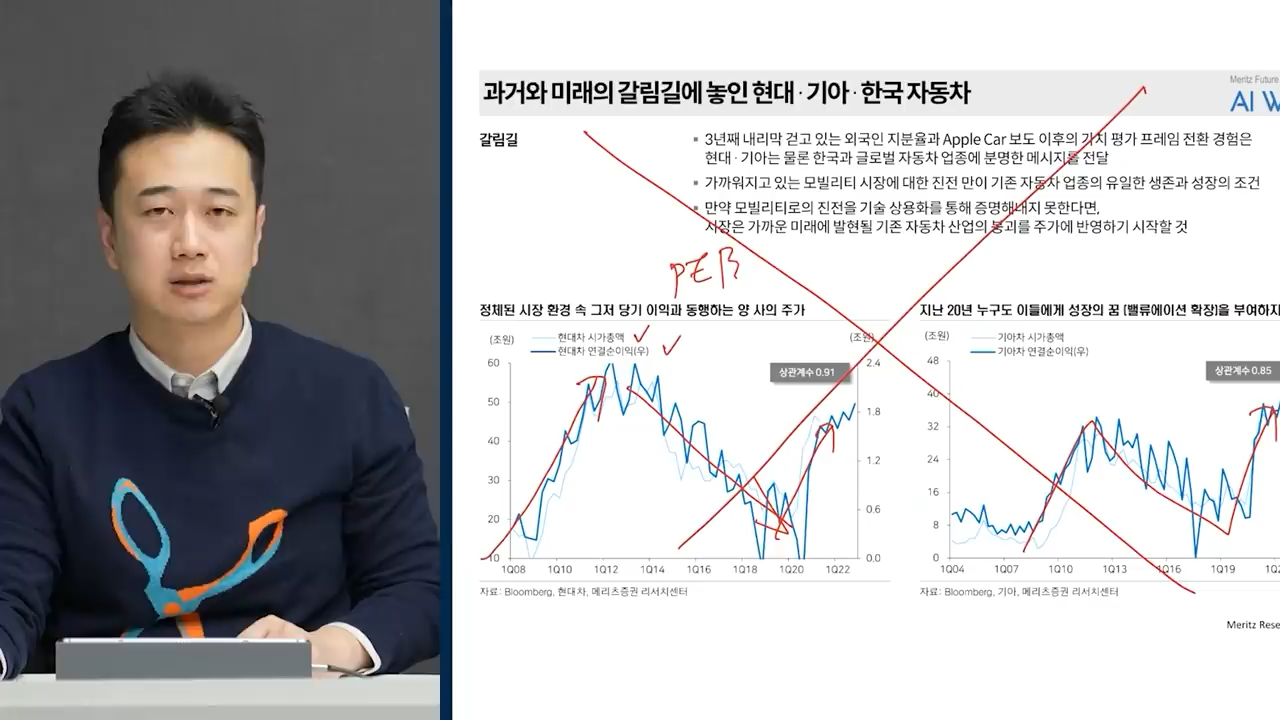 과거와 미래의 갈림길에 놓인 현대·기아·한국 자동차
Meritz Future
AI W
갈림길
▪ 3년째 내리막 걷고 있는 외국인 지분율과 Apple Car 보도 이후의 가치 평가 프레임 전환 경험은
현대·기아는 물론 한국과 글로벌 자동차 업종에 분명한 메시지를 전달
▪ 가까워지고 있는 모빌리티 시장에 대한 진전 만이 기존 자동차 업종의 유일한 생존과 성장의 조건
▪ 만약 모빌리티로의 진전을 기술 상용화를 통해 증명해내지 못한다면,
시장은 가까운 미래에 발현될 기존 자동차 산업의 붕괴를 주가에 반영하기 시작할 것
정체된 시장 환경 속 그저 당기 이익과 동행하는 양 사의 주가
(조원)
현대차 시가총액
현대차 연결순이익(우)
(조원)
상관계수 0.91
60
50
40
30
20
10
2.4
1.8
1.2
0.6
0.0
1Q08 1Q10 1Q12 1Q14 1Q16 1Q18 1Q20 1Q22
자료: Bloomberg, 현대차, 메리츠증권 리서치센터
지난 20년 누구도 이들에게 성장의 꿈 (밸류에이션 확장)을 부여하지
(조원)
기아차 시가총액
기아차 연결순이익(우)
상관계수 0.85
48
40
32
24
16
8
0
1Q04 1Q07 1Q10 1Q13 1Q16 1Q19 1Q2
자료: Bloomberg, 기아, 메리츠증권 리서치센터
Meritz Rese